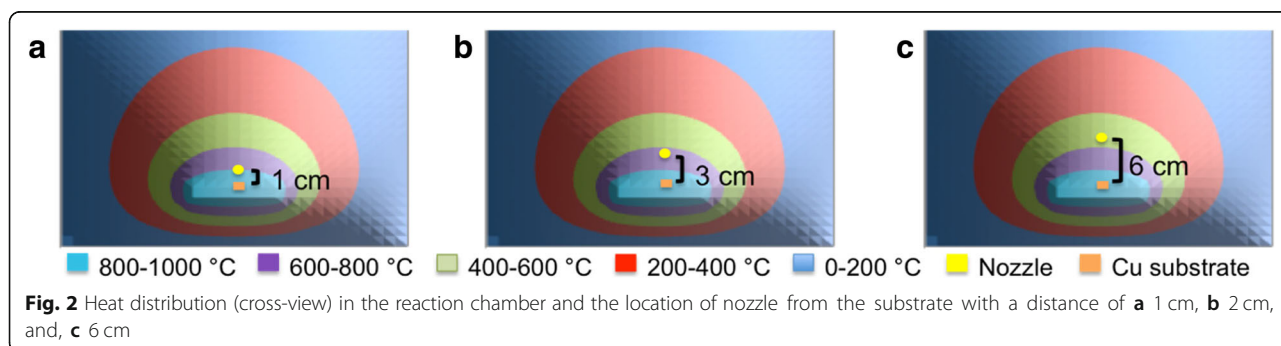 a b c
1 cm 3 cm 6 cm
800-1000 °C 600-800 °C 400-600 °C 200-400 °C 0-200 °C Nozzle Cu substrate
Fig. 2 Heat distribution (cross-view) in the reaction chamber and the location of nozzle from the substrate with a distance of a 1 cm, b 2 cm,
and, c 6 cm